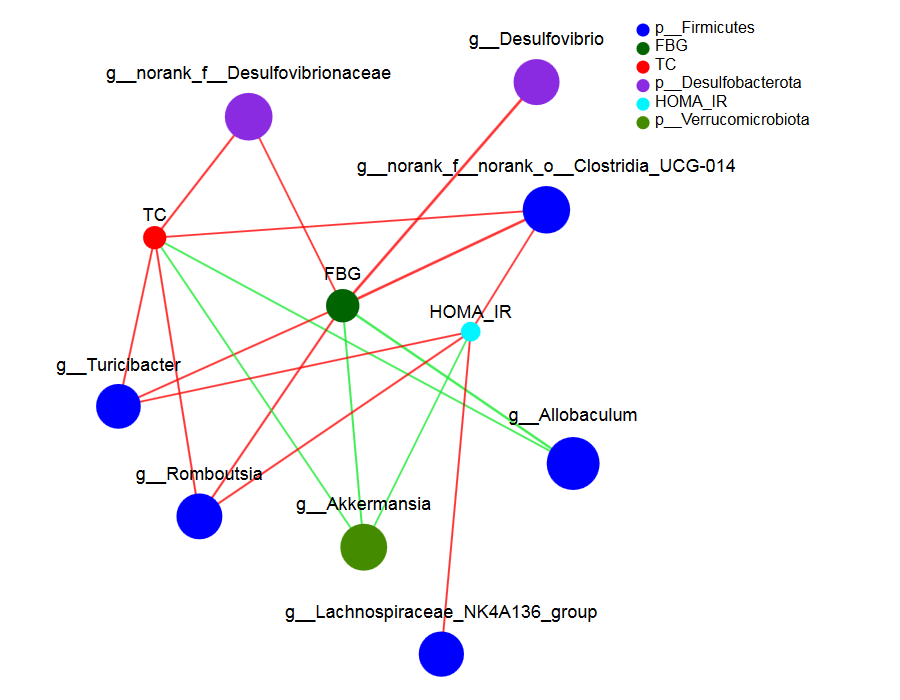 g__Desulfovibrio
p__Firmicutes
FBG
TC
p__Desulfobacterota
HOMA_IR
p__Verrucomicrobiota
g__norank_f__Desulfovibrionaceae
g__norank_f__norank_o__Clostridia_UCG-014
TC
FBG
HOMA_IR
g__Turicibacter
g__Allobaculum
g__Romboutsia
g__Akkermansia
g__Lachnospiraceae_NK4A136_group